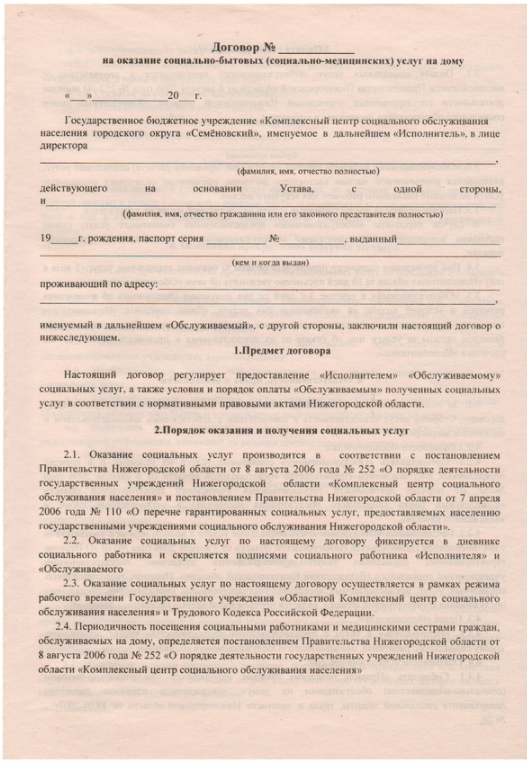 Договор № ____________
на оказание социально-бытовых (социально-медицинских) услуг на дому
«___»________________20___г.
Государственное бюджетное учреждение «Комплексный центр социального обслуживания
населения городского округа «Семёновский», именуемое в дальнейшем «Исполнитель», в лице
директора
________________________________________________,
(фамилия, имя, отчество полностью)
действующего на основании Устава, с одной стороны,
и________________________________________________
(фамилия, имя, отчество гражданина или его законного представителя полностью)
19_____г. рождения, паспорт серия ____________ №_____________, выданный_____________________
________________________________________________
(кем и когда выдан)
проживающий по адресу:________________________________
________________________________________________,
именуемый в дальнейшем «Обслуживаемый», с другой стороны, заключили настоящий договор о
нижеследующем.
1.Предмет договора
Настоящий договор регулирует предоставление «Исполнителем» «Обслуживаемому»
социальных услуг, а также условия и порядок оплаты «Обслуживаемым» полученных социальных
услуг в соответствии с нормативными правовыми актами Нижегородской области.
2.Порядок оказания и получения социальных услуг
2.1. Оказание социальных услуг производится в соответствии с постановлением
Правительства Нижегородской области от 8 августа 2006 года № 252 «О порядке деятельности
государственных учреждений Нижегородской области «Комплексный центр социального
обслуживания населения» и постановлением Правительства Нижегородской области от 7 апреля
2006 года № 110 «О перечне гарантированных социальных услуг, предоставляемых населению
государственными учреждениями социального обслуживания Нижегородской области».
2.2. Оказание социальных услуг по настоящему договору фиксируется в дневнике
социального работника и скрепляется подписями социального работника «Исполнителя» и
«Обслуживаемого
2.3. Оказание социальных услуг по настоящему договору осуществляется в рамках режима
рабочего времени Государственного учреждения «Областной Комплексный центр социального
обслуживания населения» и Трудового Кодекса Российской Федерации.
2.4. Периодичность посещения социальными работниками и медицинскими сестрами граждан,
обслуживаемых на дому, определяется постановлением Правительства Нижегородской области от
8 августа 2006 года № 252 «О порядке деятельности государственных учреждений Нижегородской
области «Комплексный центр социального обслуживания населения»